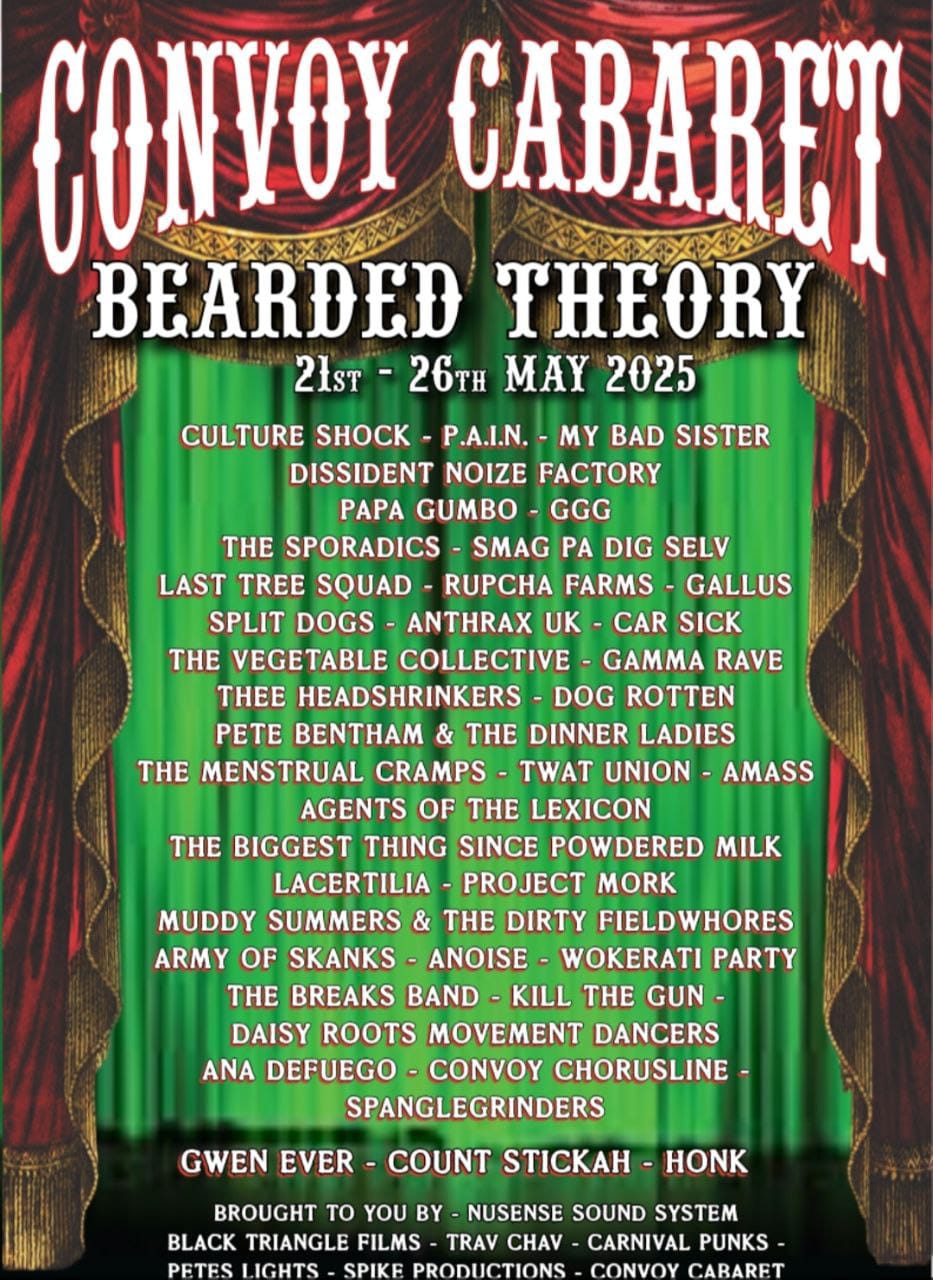 CONVOY CABARET
BEARDED THEORY
21ST - 26TH MAY 2025
CULTURE SHOCK - P.A.I.N. - MY BAD SISTER
DISSIDENT NOIZE FACTORY
PAPA GUMBO - GGG
THE SPORADICS - SMAG PA DIG SELV
LAST TREE SQUAD - RUPCHA FARMS - GALLUS
SPLIT DOGS - ANTHRAX UK - CAR SICK
THE VEGETABLE COLLECTIVE - GAMMA RAVE
THEE HEADSHRINKERS - DOG ROTTEN
PETE BENTHAM & THE DINNER LADIES
THE MENSTRUAL CRAMPS - TWAT UNION - AMASS
AGENTS OF THE LEXICON
THE BIGGEST THING SINCE POWDERED MILK
LACERTILIA - PROJECT MORK
MUDDY SUMMERS & THE DIRTY FIELDWHORES
ARMY OF SKANKS - ANOISE - WOKERATI PARTY
THE BREAKS BAND - KILL THE GUN -
DAISY ROOTS MOVEMENT DANCERS
ANA DEFUEGO - CONVOY CHORUSLINE -
SPANGLEGRINDERS
GWEN EVER - COUNT STICKAH - HONK
BROUGHT TO YOU BY - NUSENSE SOUND SYSTEM
BLACK TRIANGLE FILMS - TRAV CHAV - CARNIVAL PUNKS -
PETES LIGHTS - SPIKE PRODUCTIONS - CONVOY CABARET